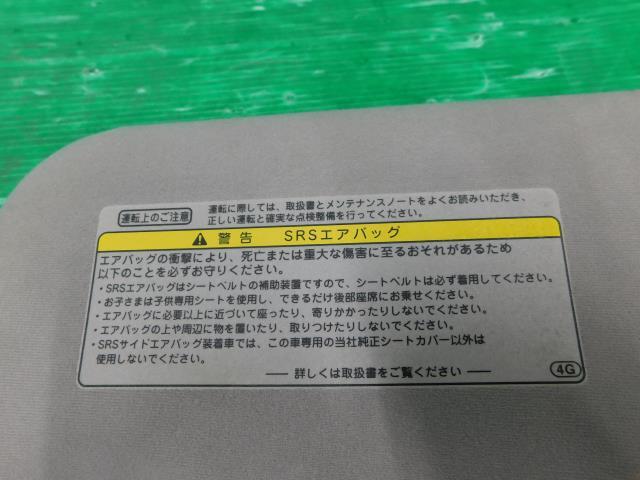 運転上のご注意
運転に際しては、取扱書とメンテナンスノートをよくお読みいただき、
正しい運転と確実な点検整備を行ってください。
警告 SRSエアバッグ
エアバッグの衝撃により、死亡または重大な傷害に至るおそれがあるため
以下のことを必ずお守りください。
・SRSエアバッグはシートベルトの補助装置ですので、シートベルトは必ず着用してください。
・お子さまは子供専用シートを使用し、できるだけ後部座席にお乗せください。
・エアバッグに必要以上に近づいて座ったり、寄りかかったりしないでください。
・エアバッグの上や周辺に物を置いたり、取りつけたりしないでください。
・SRSサイドエアバッグ装着車では、この車専用の当社純正シートカバー以外は
使用しないでください。
― 詳しくは取扱書をご覧ください ―
4G